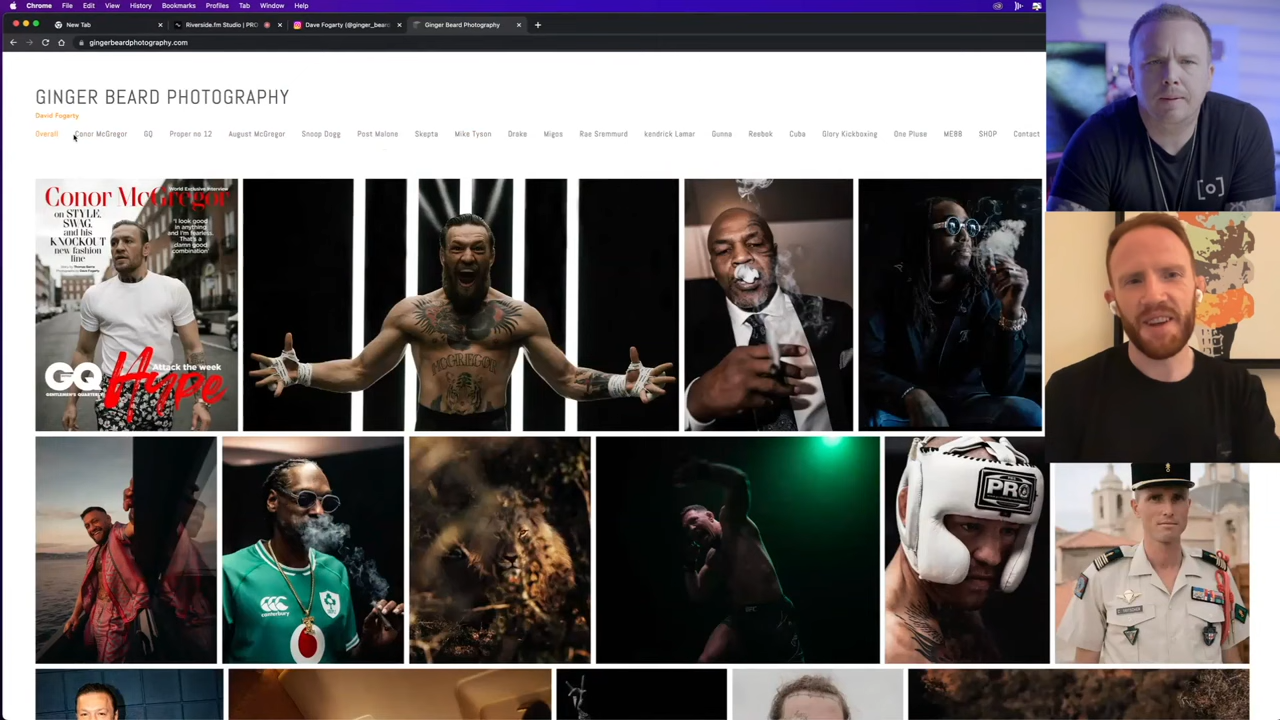 Chrome File Edit View History Bookmarks Profiles Tab Window Help
New Tab
Riverside.fm Studio | PRO
Dave Fogarty (@ginger_beard
Ginger Beard Photography
gingerbeardphotography.com
GINGER BEARD PHOTOGRAPHY
David Fogarty
Overall Conor McGregor GQ Proper no 12 August McGregor Snoop Dogg Post Malone Skepta Mike Tyson Drake Migos Rae Sremmurd kendrick Lamar Gunna Reebok Cuba Glory Kickboxing One Pluse ME88 SHOP Contact
Conor McGregor
World Exclusive Interview
on STYLE,
SWAG,
and his
KNOCKOUT
new fashion
line
"I look good
in anything
and I'm fearless.
That's a
damn good
combination"
Attack the week
GQ Hype
GENTLEMEN'S QUARTERLY
MCGREGOR
canterbury
UFC
PRO